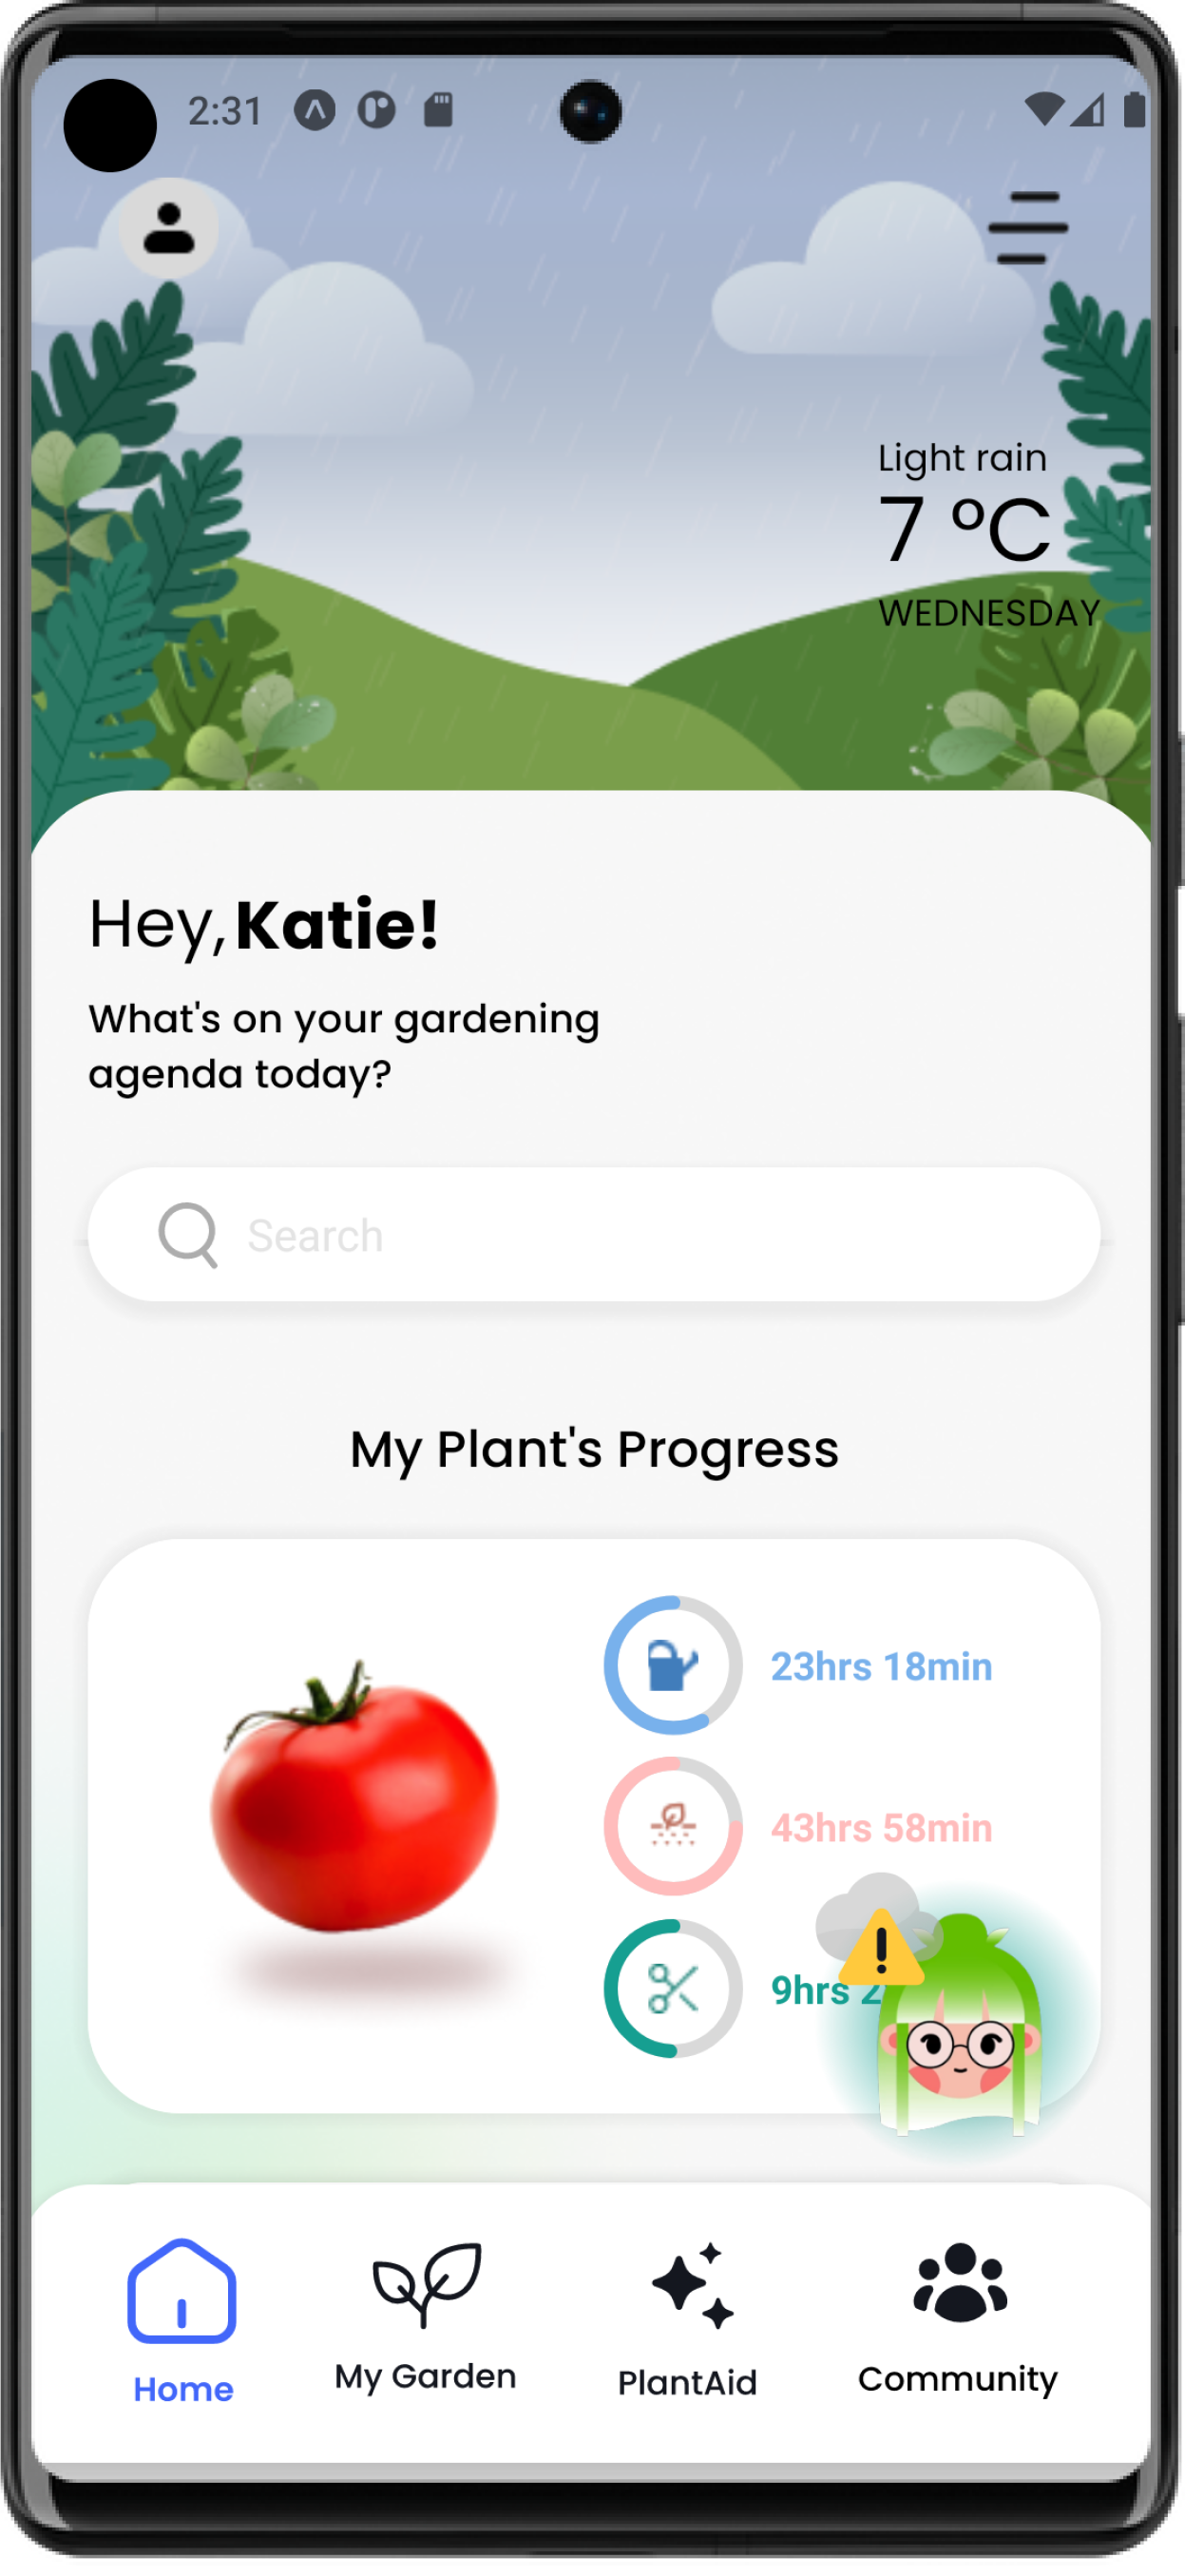 2:31
Light rain
7 °C
WEDNESDAY
Hey, Katie!
What's on your gardening
agenda today?
Search
My Plant's Progress
23hrs 18min
43hrs 58min
9hrs
Home
My Garden
PlantAid
Community